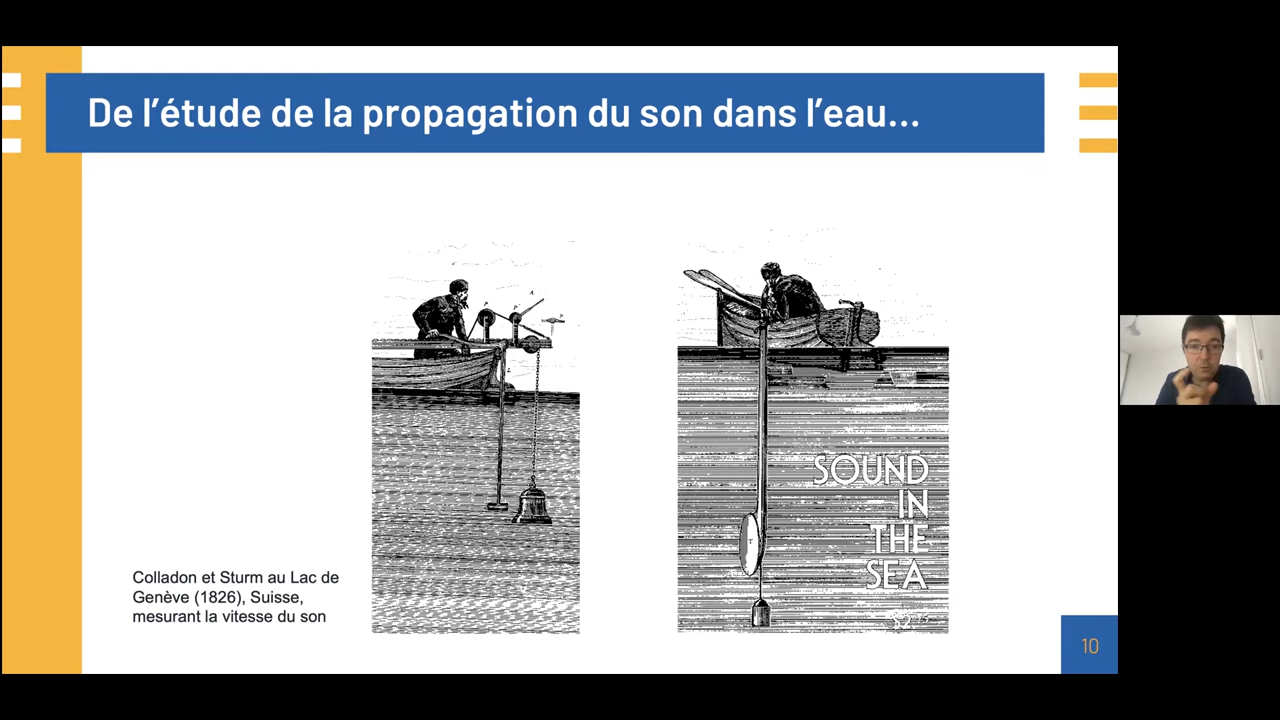 De l’étude de la propagation du son dans l’eau...
SOUND
IN
THE
SEA
Colladon et Sturm au Lac de
Genève (1826), Suisse,
mesurant la vitesse du son
10